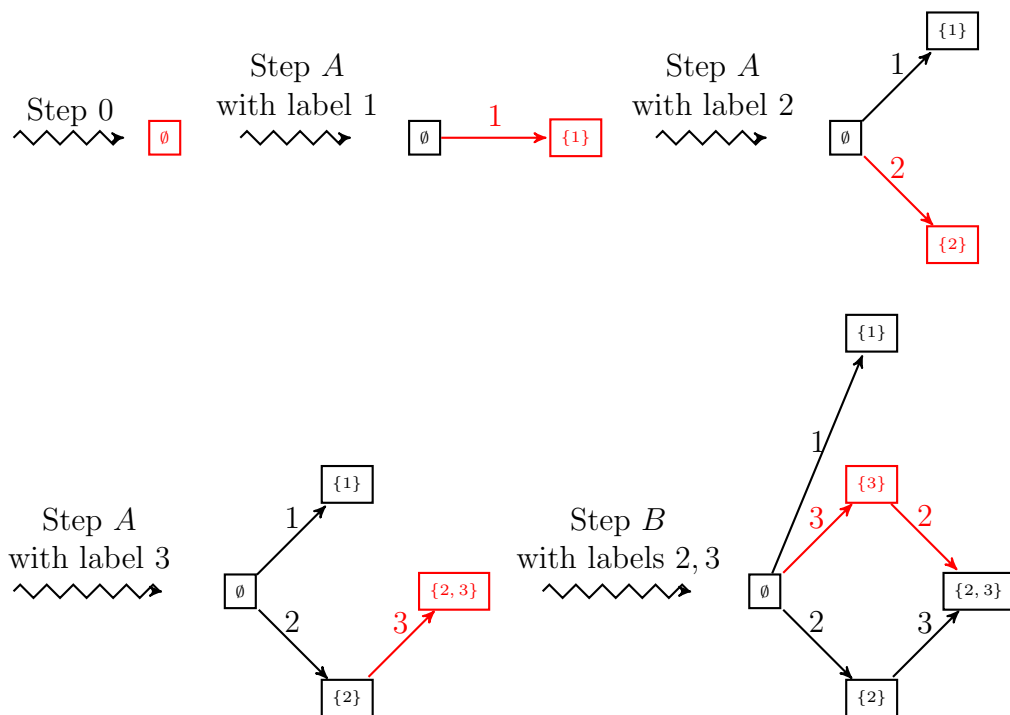 Step 0
∅
Step A
with label 1
∅
1
{1}
Step A
with label 2
∅
1
{1}
2
{2}
Step A
with label 3
∅
1
{1}
2
{2}
3
{2, 3}
Step B
with labels 2, 3
∅
1
{1}
3
{3}
2
{2, 3}
2
{2}
3